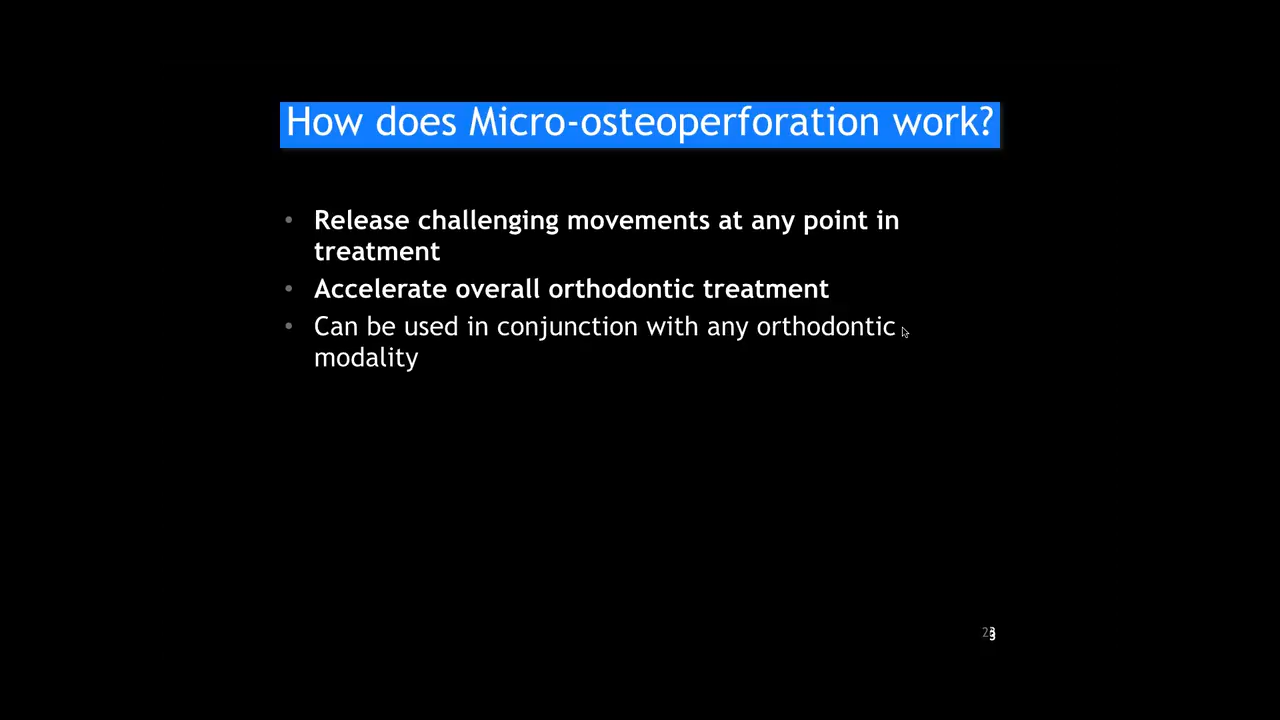 How does Micro-osteoperforation work?
• Release challenging movements at any point in
treatment
• Accelerate overall orthodontic treatment
• Can be used in conjunction with any orthodontic
modality